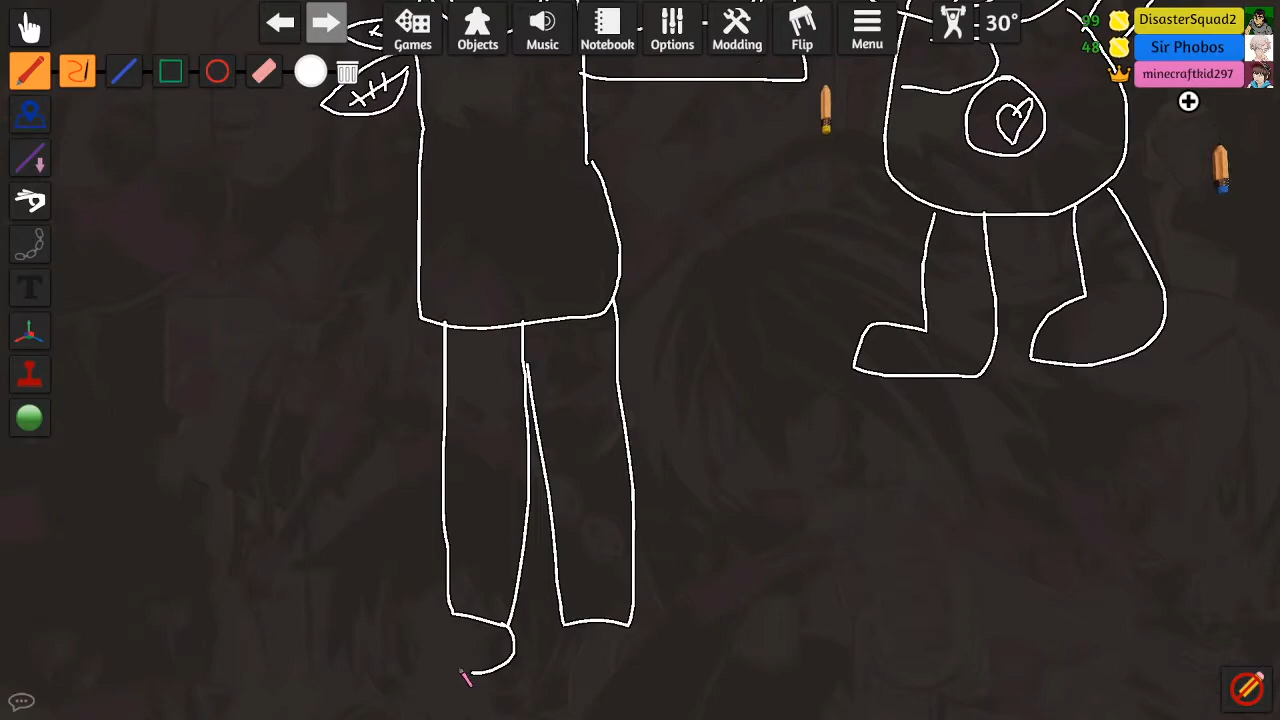 Games Objects Music Notebook Options Modding Flip Menu 30°
99 DisasterSquad2
48 Sir Phobos
minecraftkid297
T